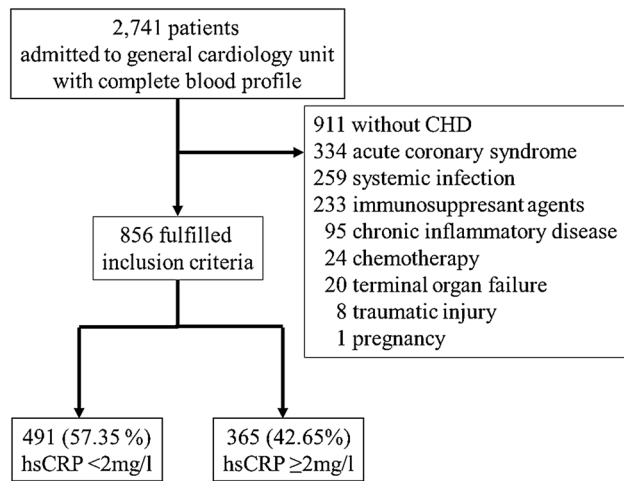 2,741 patients
admitted to general cardiology unit
with complete blood profile
911 without CHD
334 acute coronary syndrome
259 systemic infection
233 immunosuppresant agents
95 chronic inflammatory disease
24 chemotherapy
20 terminal organ failure
8 traumatic injury
1 pregnancy
856 fulfilled
inclusion criteria
491 (57.35 %)
hsCRP <2mg/l
365 (42.65%)
hsCRP ≥2mg/l